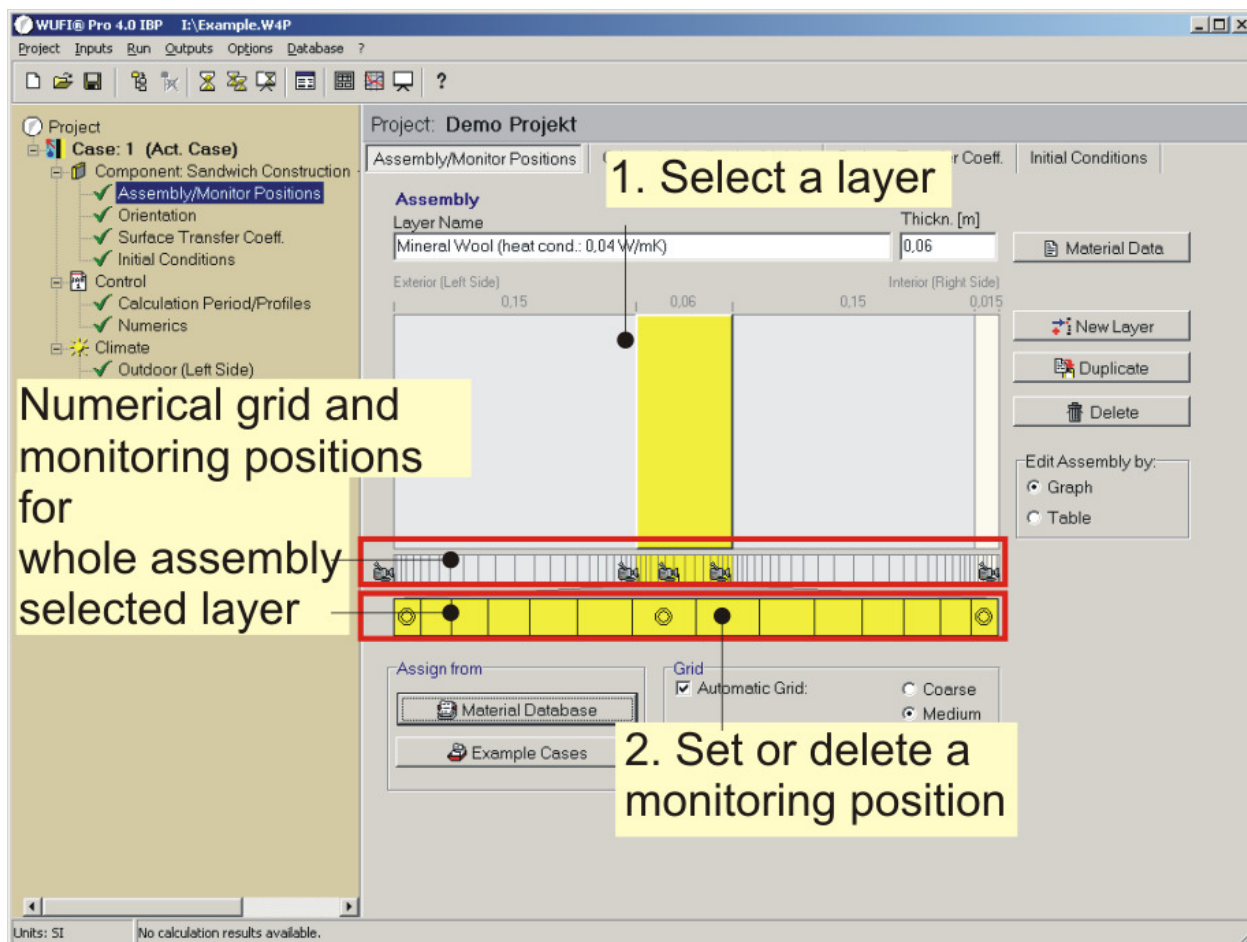 WUFI® Pro 4.0 IBP I:\Example.W4P
Project Inputs Run Outputs Options Database ?
?
Project
Case: 1 (Act. Case)
Component: Sandwich Construction -
Assembly/Monitor Positions
Orientation
Surface Transfer Coeff.
Initial Conditions
Control
Calculation Period/Profiles
Numerics
Climate
Outdoor (Left Side)
Project: Demo Projekt
Assembly/Monitor Positions
r Coeff.
Initial Conditions
1. Select a layer
Assembly
Layer Name
Thickn. [m]
Mineral Wool (heat cond.: 0,04 W/mK)
0,06
Material Data
Exterior (Left Side)
Interior (Right Side)
0,15 0,06 0,15 0,015
New Layer
Duplicate
Delete
Edit Assembly by:
Graph
Table
Numerical grid and
monitoring positions
for
whole assembly
selected layer
Assign from
Material Database
Example Cases
Grid
Automatic Grid:
Coarse
Medium
2. Set or delete a
monitoring position
Units: SI
No calculation results available.